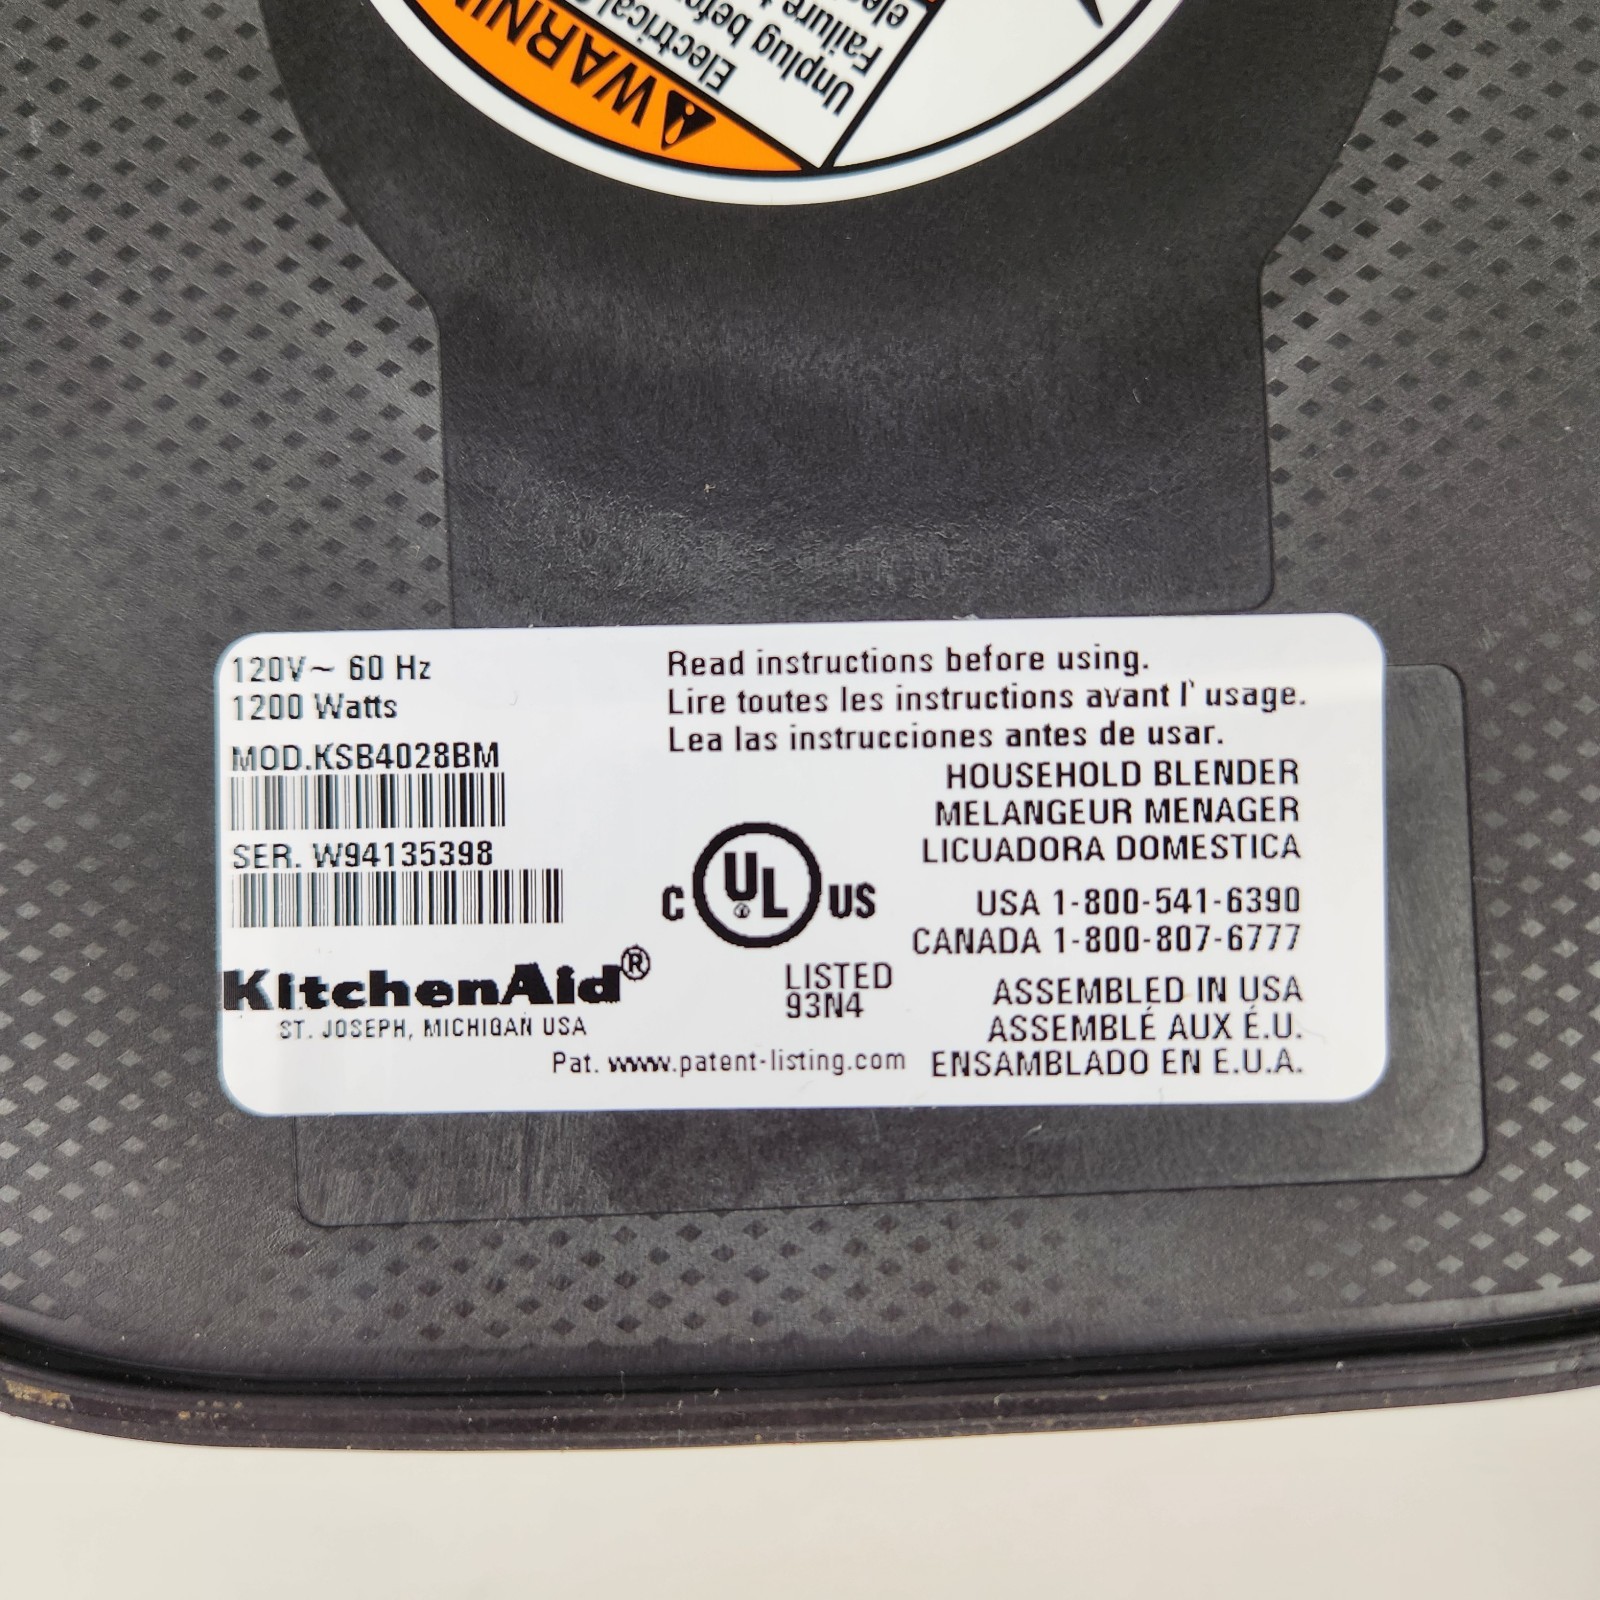 WARNI
Electrical
Unplug befo
Failure
ele
120V~ 60 Hz
1200 Watts
MOD.KSB4028BM
SER. W94135398
KitchenAid®
ST. JOSEPH, MICHIGAN USA
Read instructions before using.
Lire toutes les instructions avant l' usage.
Lea las instrucciones antes de usar.
HOUSEHOLD BLENDER
MELANGEUR MENAGER
LICUADORA DOMESTICA
C UL US
®
LISTED
93N4
USA 1-800-541-6390
CANADA 1-800-807-6777
ASSEMBLED IN USA
ASSEMBLÉ AUX É.U.
ENSAMBLADO EN E.U.A.
Pat. www.patent-listing.com